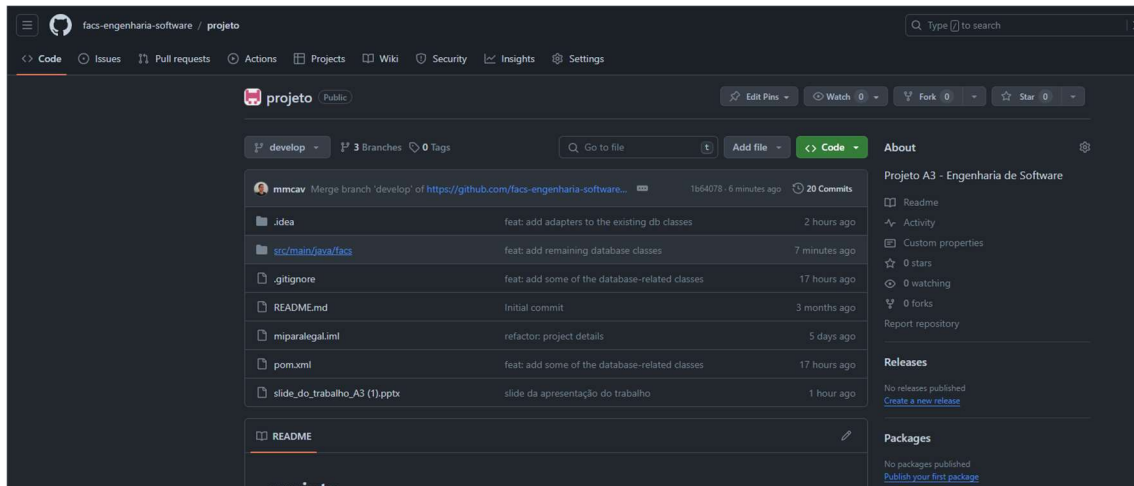 facs-engenharia-software / projeto
Type / to search
Code Issues Pull requests Actions Projects Wiki Security Insights Settings
projeto Public
Edit Pins Watch 0 Fork 0 Star 0
develop 3 Branches 0 Tags
Go to file t Add file Code
mmcav Merge branch 'develop' of https://github.com/facs-engenharia-software... 1b64078 · 6 minutes ago 20 Commits
.idea feat: add adapters to the existing db classes 2 hours ago
src/main/java/facs feat: add remaining database classes 7 minutes ago
.gitignore feat: add some of the database-related classes 17 hours ago
README.md Initial commit 3 months ago
miparalegal.iml refactor: project details 5 days ago
pom.xml feat: add some of the database-related classes 17 hours ago
slide_do_trabalho_A3 (1).pptx slide da apresentação do trabalho 1 hour ago
README
About
Projeto A3 - Engenharia de Software
Readme
Activity
Custom properties
0 stars
0 watching
0 forks
Report repository
Releases
No releases published
Create a new release
Packages
No packages published
Publish your first package